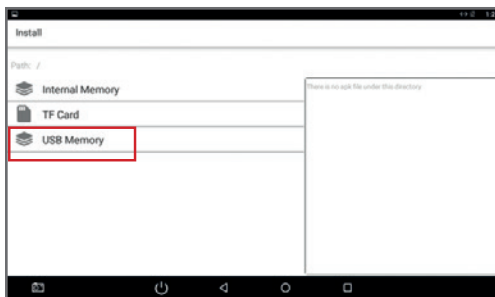 Install
Path: /
Internal Memory
There is no apk file under this directory
TF Card
USB Memory